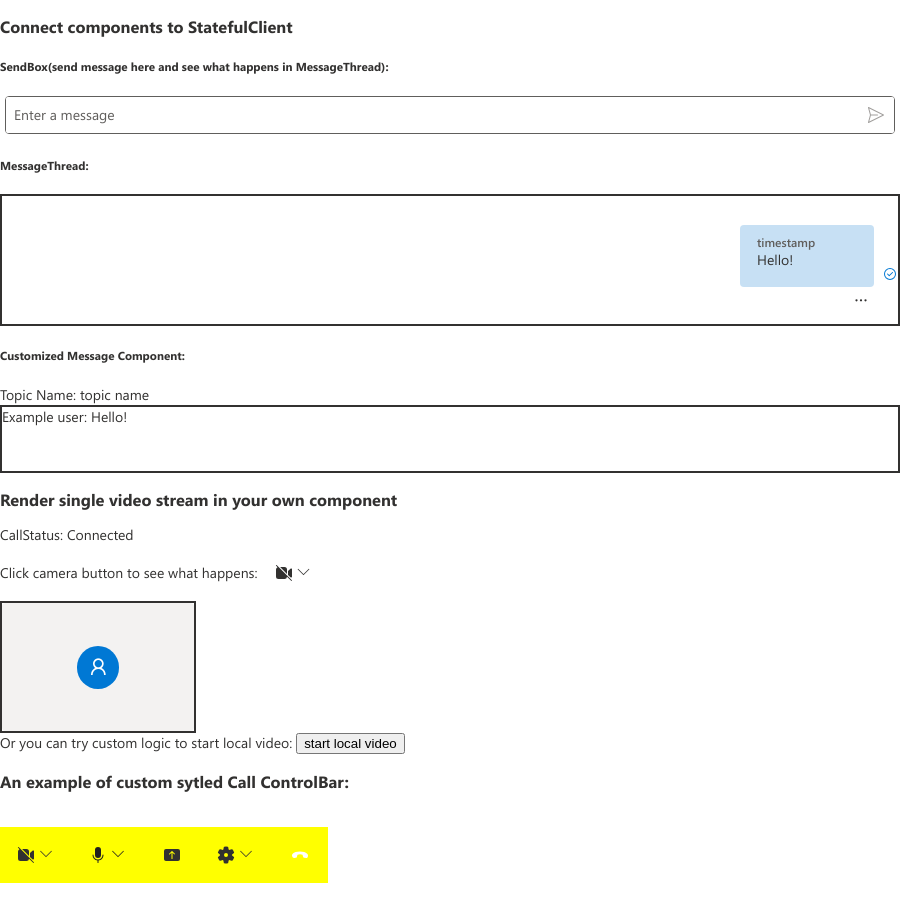 Connect components to StatefulClient
SendBox(send message here and see what happens in MessageThread):
Enter a message
MessageThread:
timestamp
Hello!
Customized Message Component:
Topic Name: topic name
Example user: Hello!
Render single video stream in your own component
CallStatus: Connected
Click camera button to see what happens:
Or you can try custom logic to start local video: start local video
An example of custom sytled Call ControlBar: